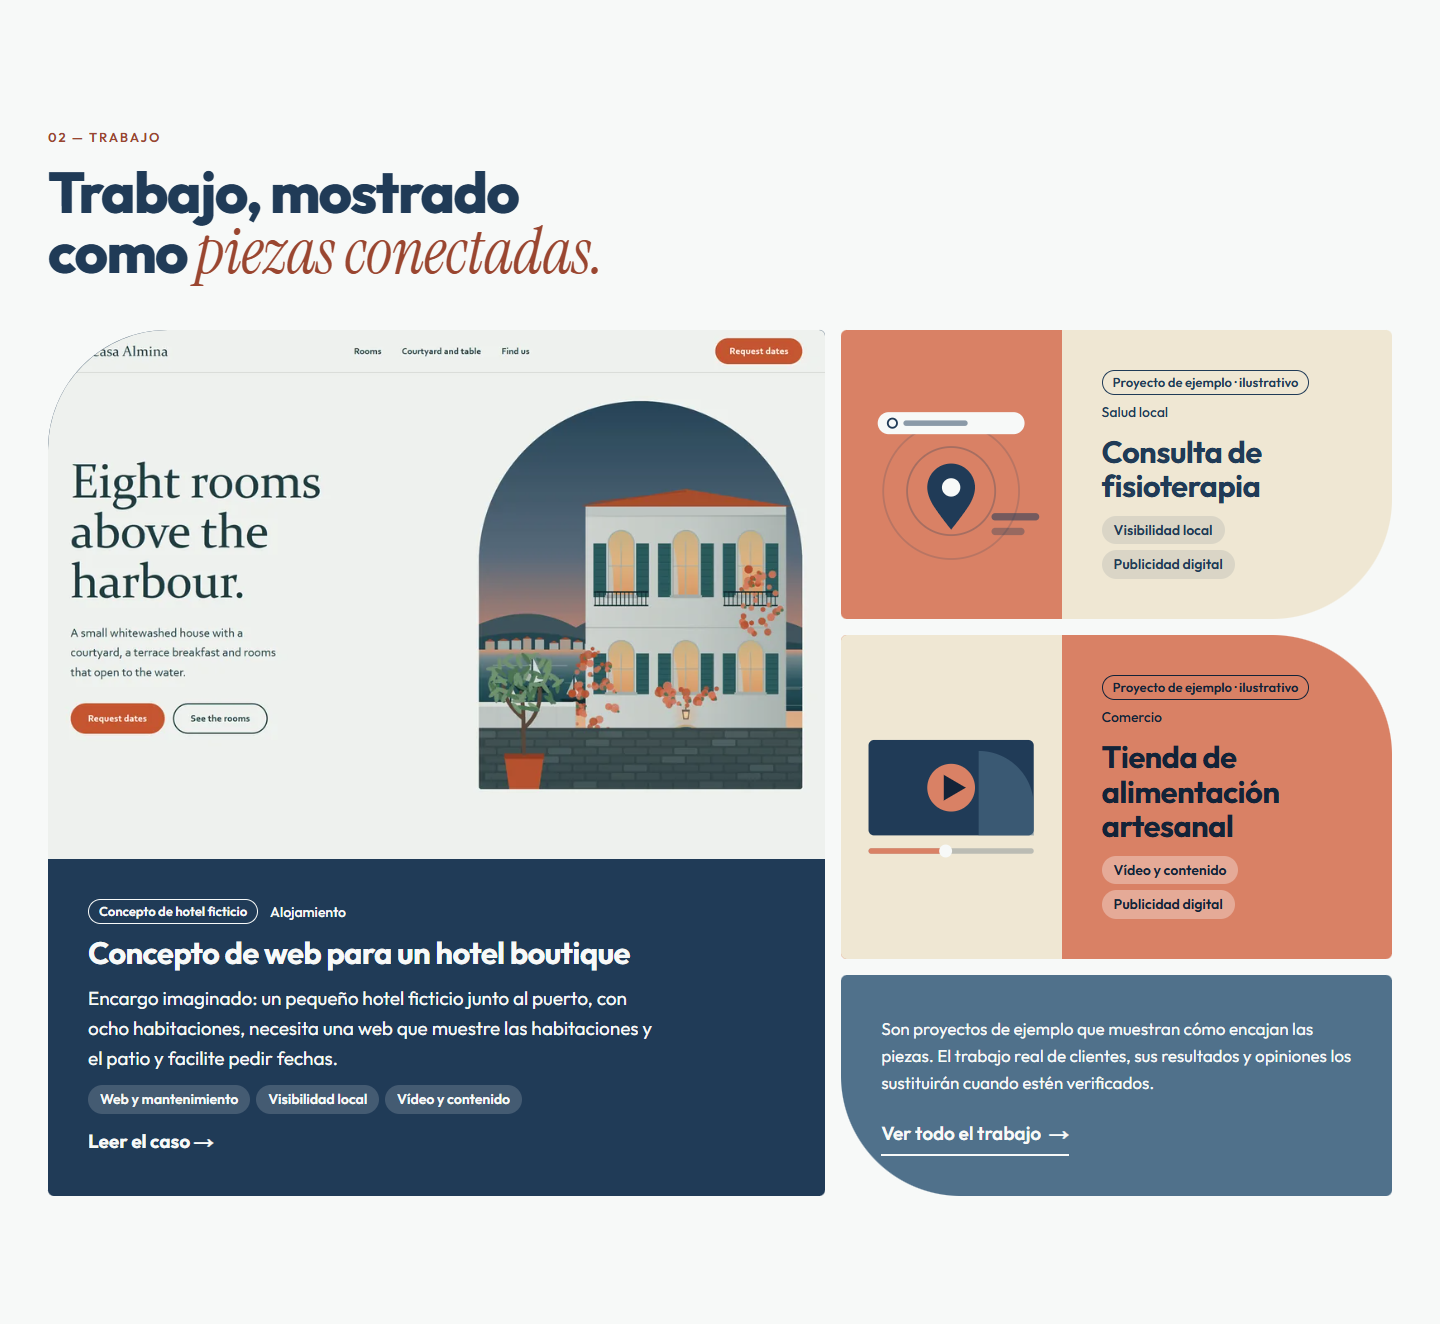 02 — TRABAJO
Trabajo, mostrado
como piezas conectadas.
asa Almina
Rooms
Courtyard and table
Find us
Request dates
Eight rooms
above the
harbour.
A small whitewashed house with a
courtyard, a terrace breakfast and rooms
that open to the water.
Request dates
See the rooms
Concepto de hotel ficticio
Alojamiento
Concepto de web para un hotel boutique
Encargo imaginado: un pequeño hotel ficticio junto al puerto, con
ocho habitaciones, necesita una web que muestre las habitaciones y
el patio y facilite pedir fechas.
Web y mantenimiento
Visibilidad local
Vídeo y contenido
Leer el caso →
Proyecto de ejemplo · ilustrativo
Salud local
Consulta de
fisioterapia
Visibilidad local
Publicidad digital
Proyecto de ejemplo · ilustrativo
Comercio
Tienda de
alimentación
artesanal
Vídeo y contenido
Publicidad digital
Son proyectos de ejemplo que muestran cómo encajan las
piezas. El trabajo real de clientes, sus resultados y opiniones los
sustituirán cuando estén verificados.
Ver todo el trabajo →